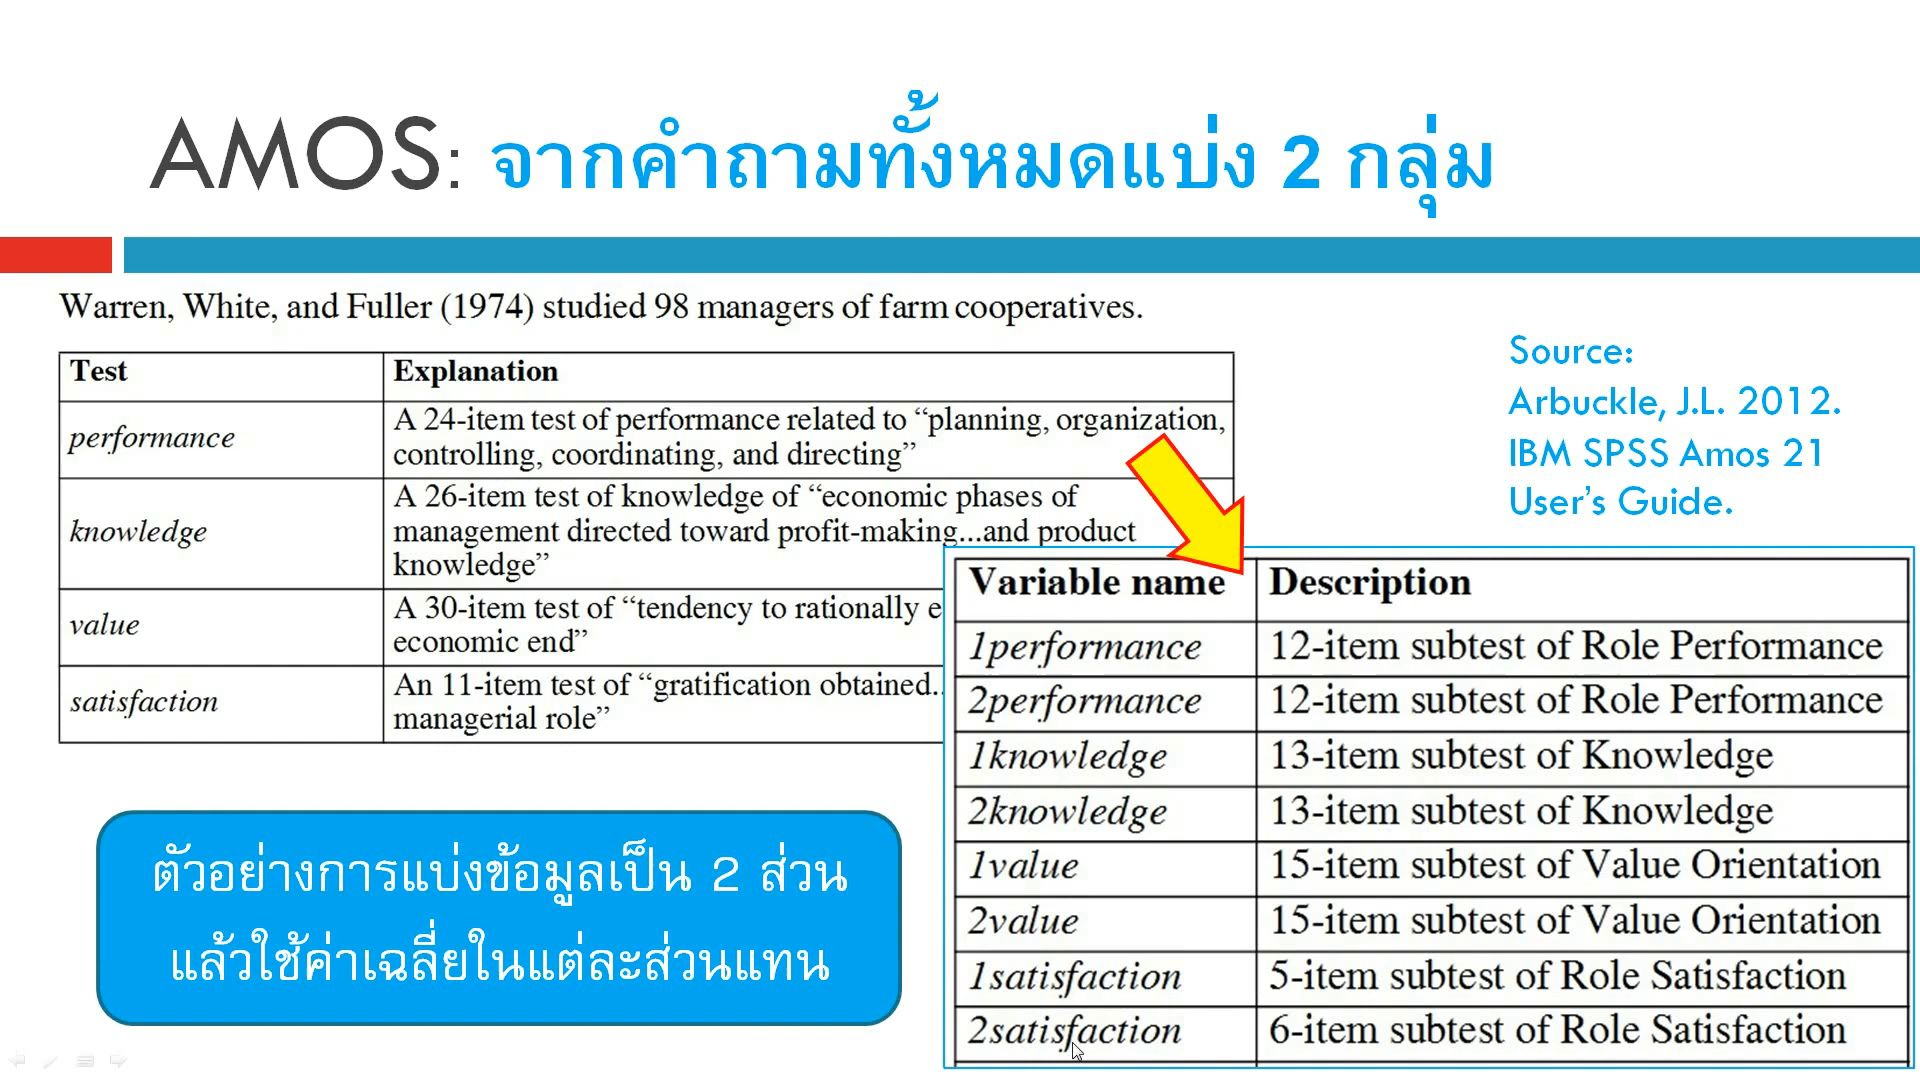 AMOS: จากคำถามทั้งหมดแบ่ง 2 กลุ่ม
Warren, White, and Fuller (1974) studied 98 managers of farm cooperatives.
Test Explanation
performance A 24-item test of performance related to “planning, organization,
controlling, coordinating, and directing”
knowledge A 26-item test of knowledge of “economic phases of
management directed toward profit-making...and product
knowledge”
value A 30-item test of “tendency to rationally e
economic end”
satisfaction An 11-item test of “gratification obtained..
managerial role”
Source:
Arbuckle, J.L. 2012.
IBM SPSS Amos 21
User’s Guide.
Variable name Description
1performance 12-item subtest of Role Performance
2performance 12-item subtest of Role Performance
1knowledge 13-item subtest of Knowledge
2knowledge 13-item subtest of Knowledge
1value 15-item subtest of Value Orientation
2value 15-item subtest of Value Orientation
1satisfaction 5-item subtest of Role Satisfaction
2satisfaction 6-item subtest of Role Satisfaction
ตัวอย่างการแบ่งข้อมูลเป็น 2 ส่วน
แล้วใช้ค่าเฉลี่ยในแต่ละส่วนแทน